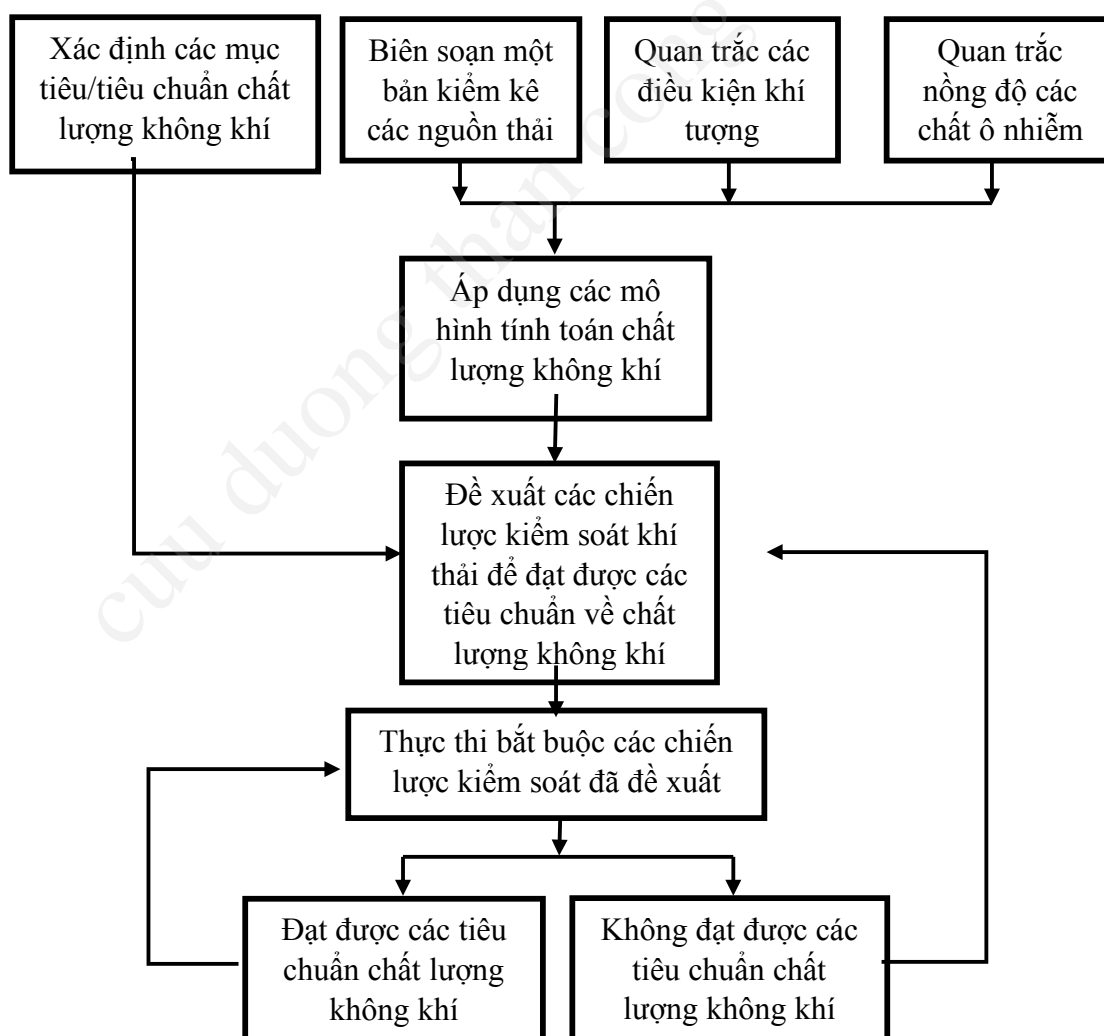 Xác định các mục
tiêu/tiêu chuẩn chất
lượng không khí
Biên soạn một
bản kiểm kê
các nguồn thải
Quan trắc các
điều kiện khí
tượng
Quan trắc
nồng độ các
chất ô nhiễm
Áp dụng các mô
hình tính toán chất
lượng không khí
Đề xuất các chiến
lược kiểm soát khí
thải để đạt được các
tiêu chuẩn về chất
lượng không khí
Thực thi bắt buộc các chiến
lược kiểm soát đã đề xuất
Đạt được các tiêu
chuẩn chất lượng
không khí
Không đạt được các
tiêu chuẩn chất
lượng không khí
cuu duong than cong